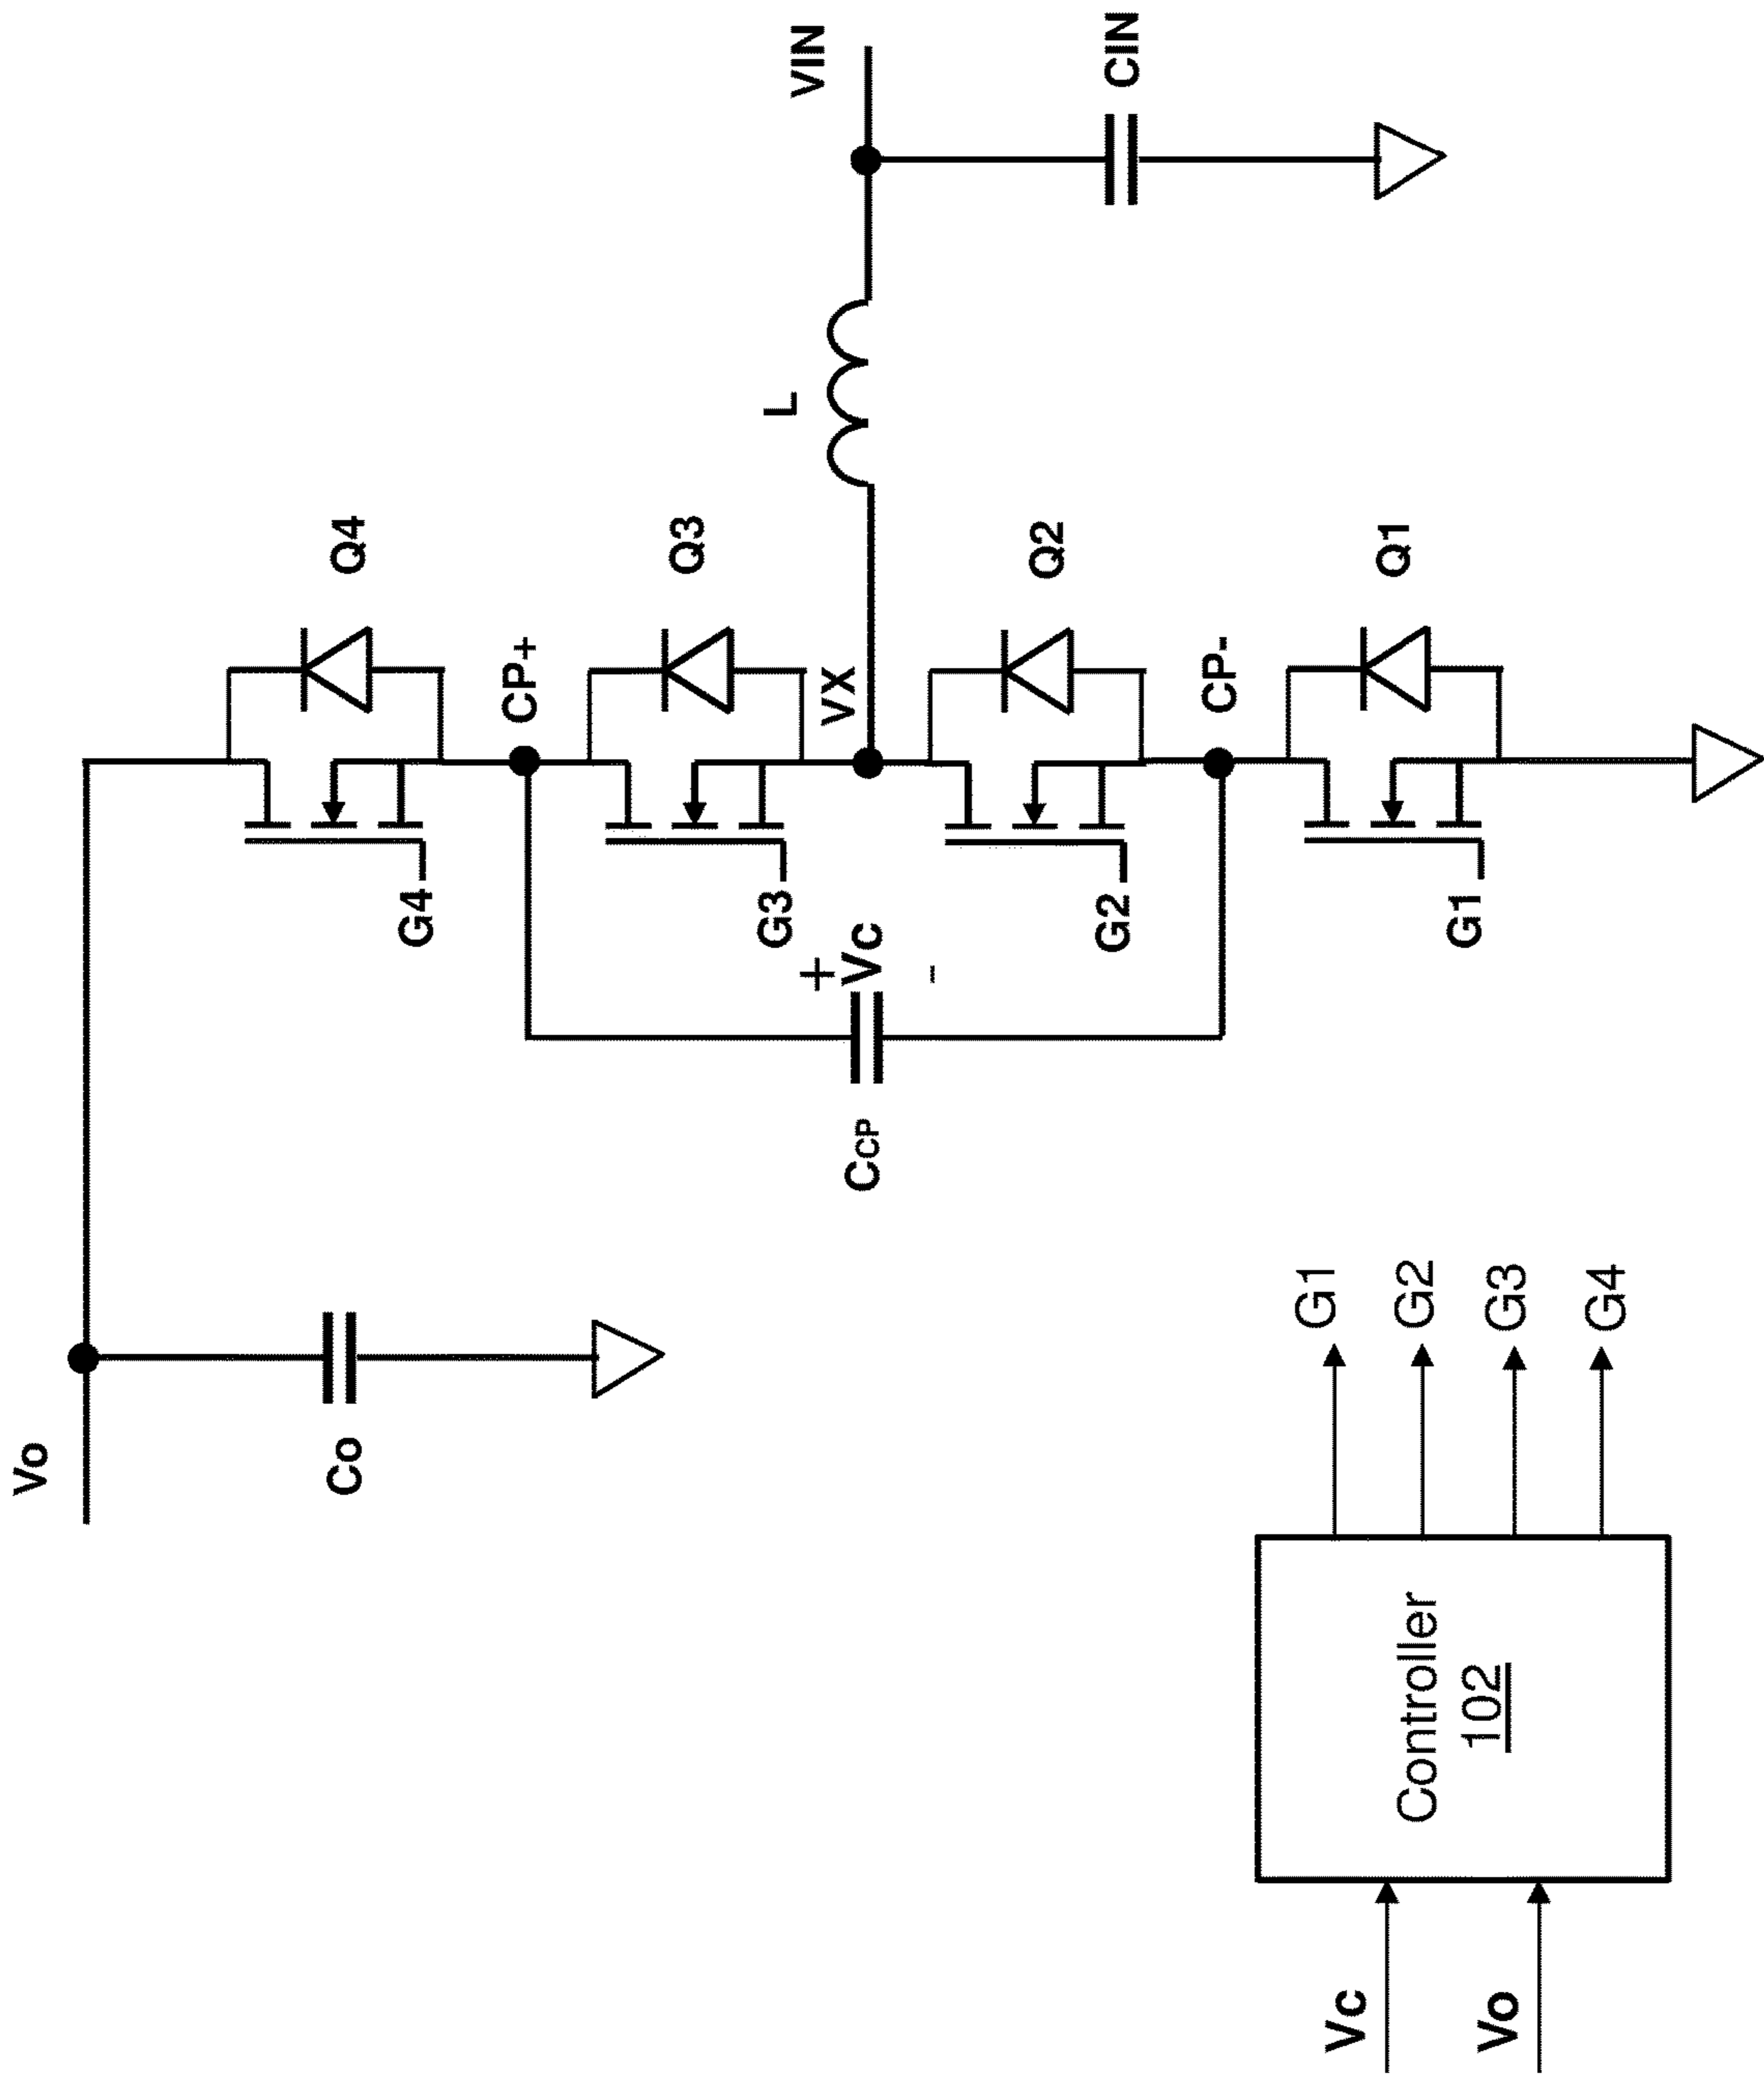 Vo
Co
Q4
G4
CP+
Q3
G3
VX
L
VIN
CIN
+
Vc
-
CCP
Q2
G2
CP-
Q1
G1
Vc
Vo
Controller
102
G1
G2
G3
G4